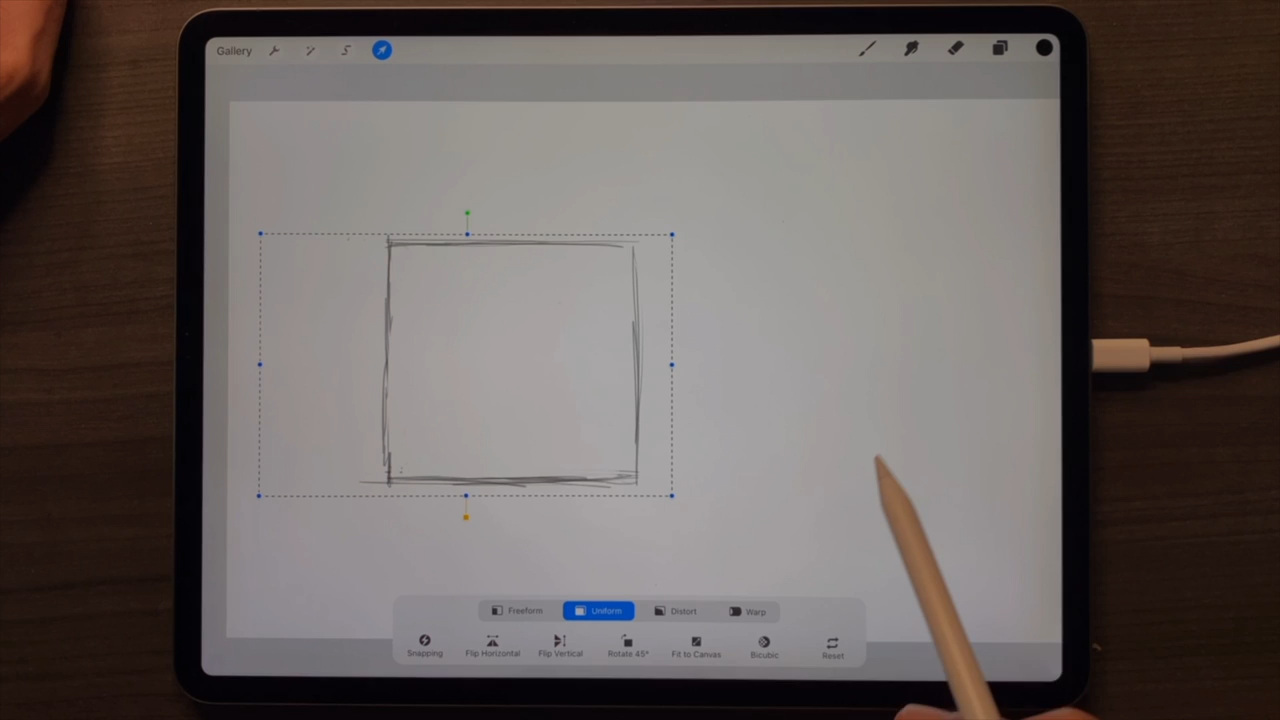 Gallery
Freeform Uniform Distort Warp
Snapping Flip Horizontal Flip Vertical Rotate 45° Fit to Canvas Bicubic Reset